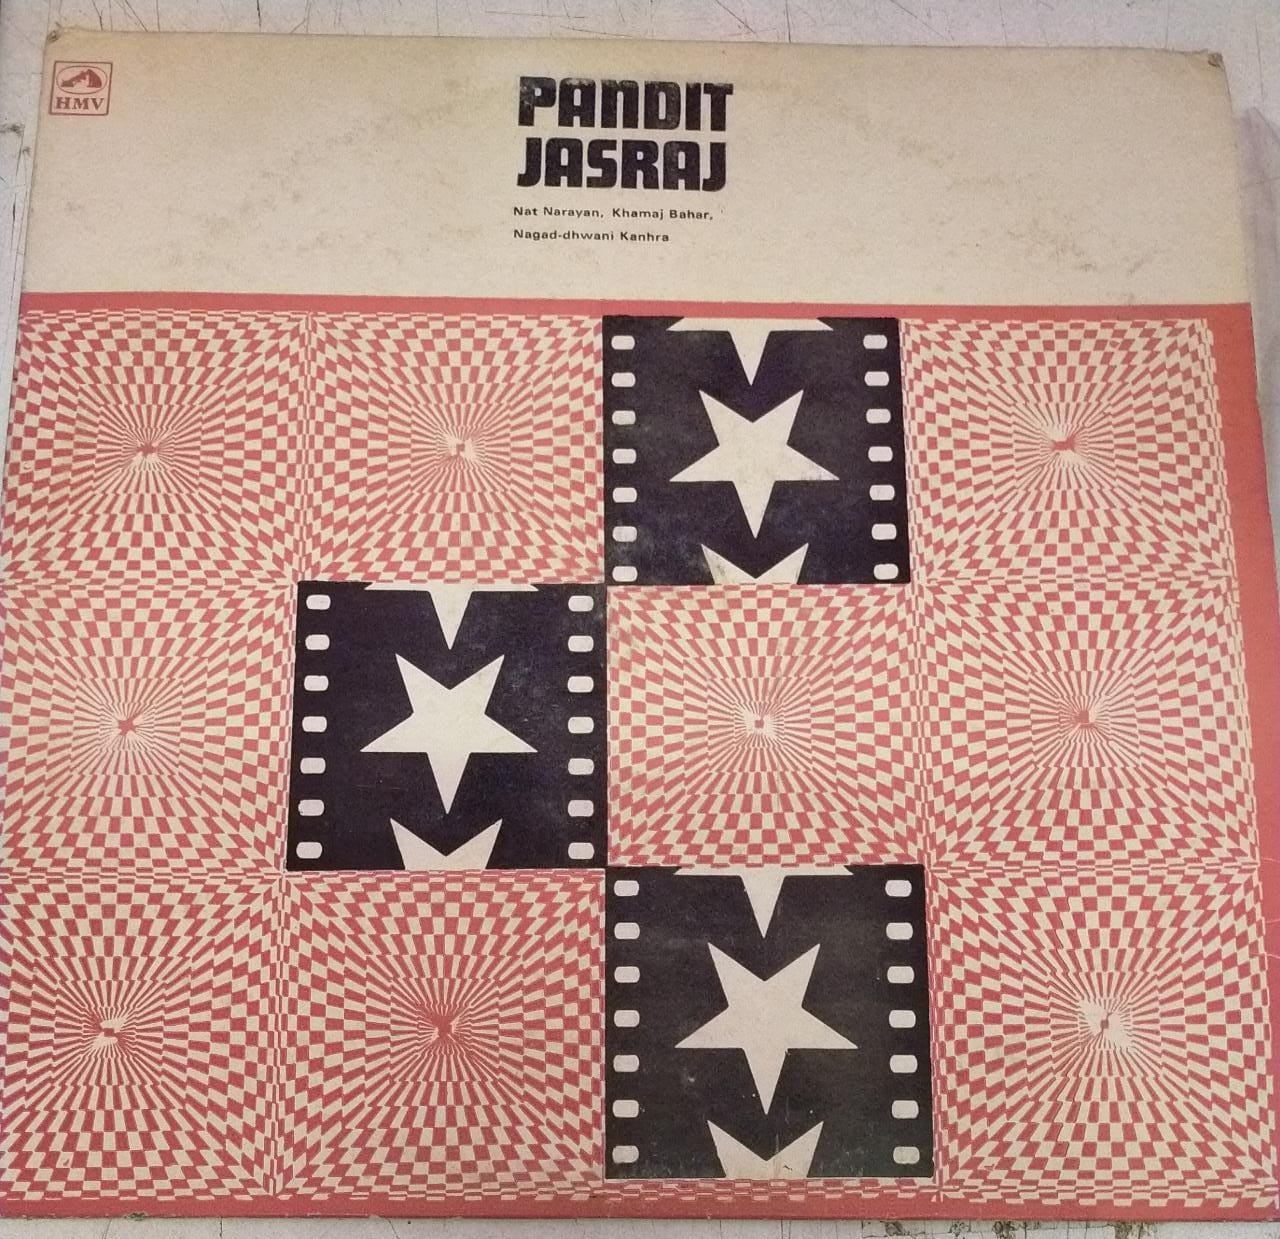 HMV
PANDIT
JASRAJ
Nat Narayan, Khamaj Bahar,
Nagad-dhwani Kanhra